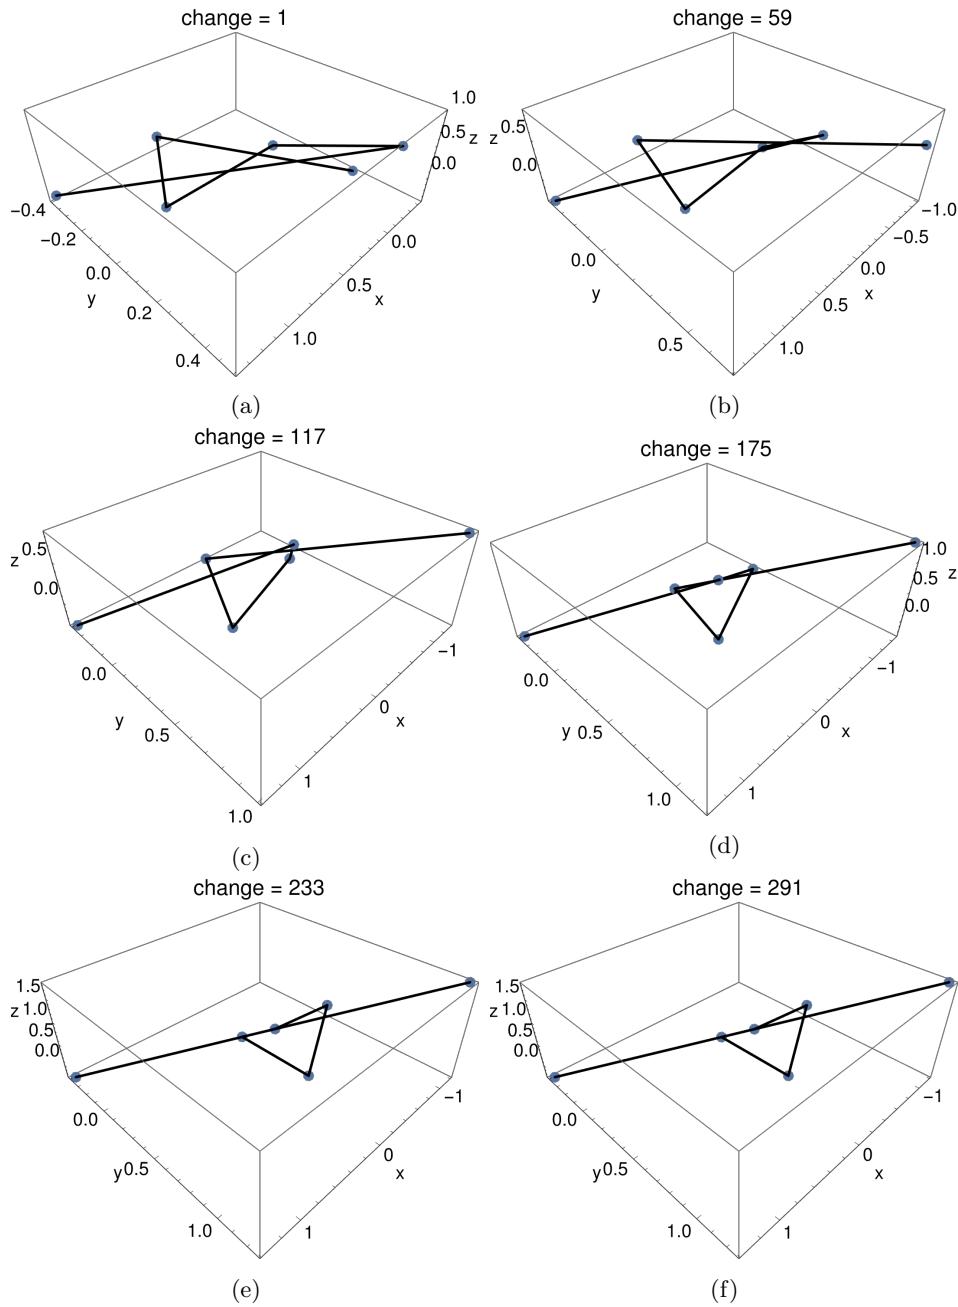 change = 1
1.0
0.5 z
0.0
−0.4
−0.2
0.0
y
0.2
0.4
0.0
0.5
x
1.0
(a)
change = 59
z 0.5
0.0
0.0
y
0.5
−1.0
−0.5
0.0
x
0.5
1.0
(b)
change = 117
z 0.5
0.0
0.0
y
0.5
1.0
−1
0
x
1
(c)
change = 175
1.0
0.5 z
0.0
0.0
y 0.5
1.0
−1
0
x
1
(d)
change = 233
1.5
z 1.0
0.5
0.0
0.0
y 0.5
1.0
−1
0
x
1
(e)
change = 291
1.5
z 1.0
0.5
0.0
0.0
y 0.5
1.0
−1
0
x
1
(f)